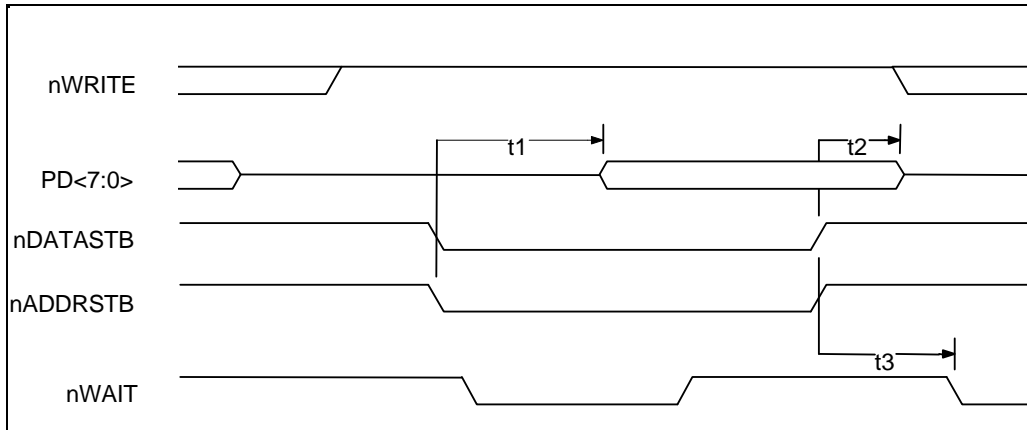 nWRITE
t1
t2
PD<7:0>
nDATASTB
nADDRSTB
t3
nWAIT